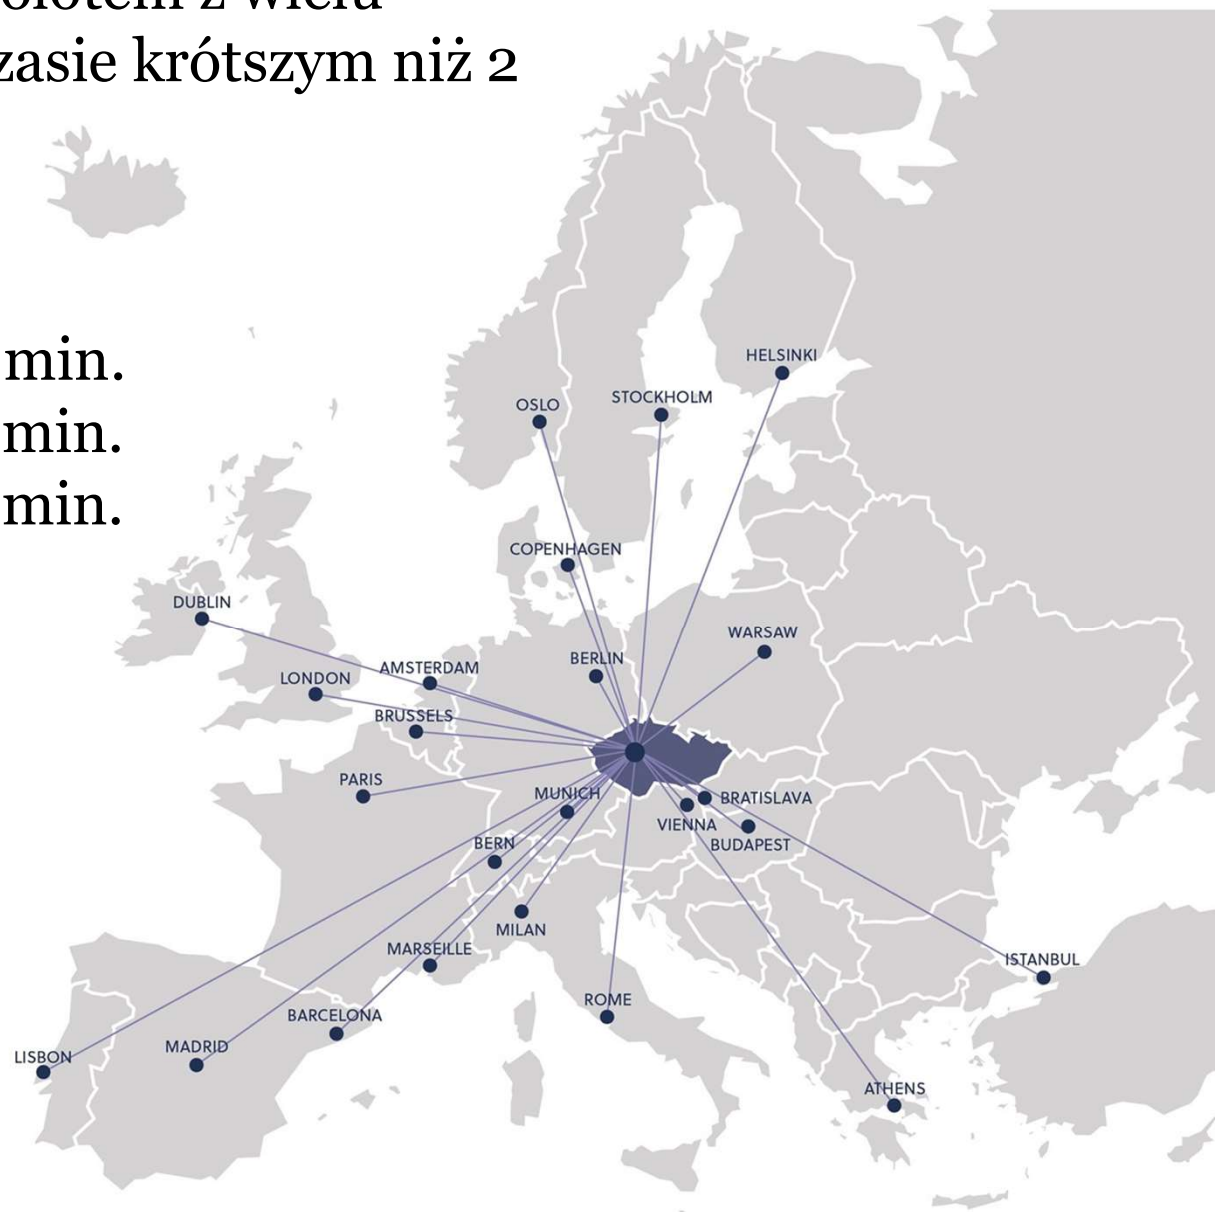 z wielu
krótszym niż 2
min.
min.
min.
HELSINKI
STOCKHOLM
OSLO
COPENHAGEN
DUBLIN
WARSAW
BERLIN
AMSTERDAM
LONDON
BRUSSELS
PARIS
MUNICH
BRATISLAVA
VIENNA
BUDAPEST
BERN
MILAN
MARSEILLE
ISTANBUL
ROME
BARCELONA
MADRID
LISBON
ATHENS